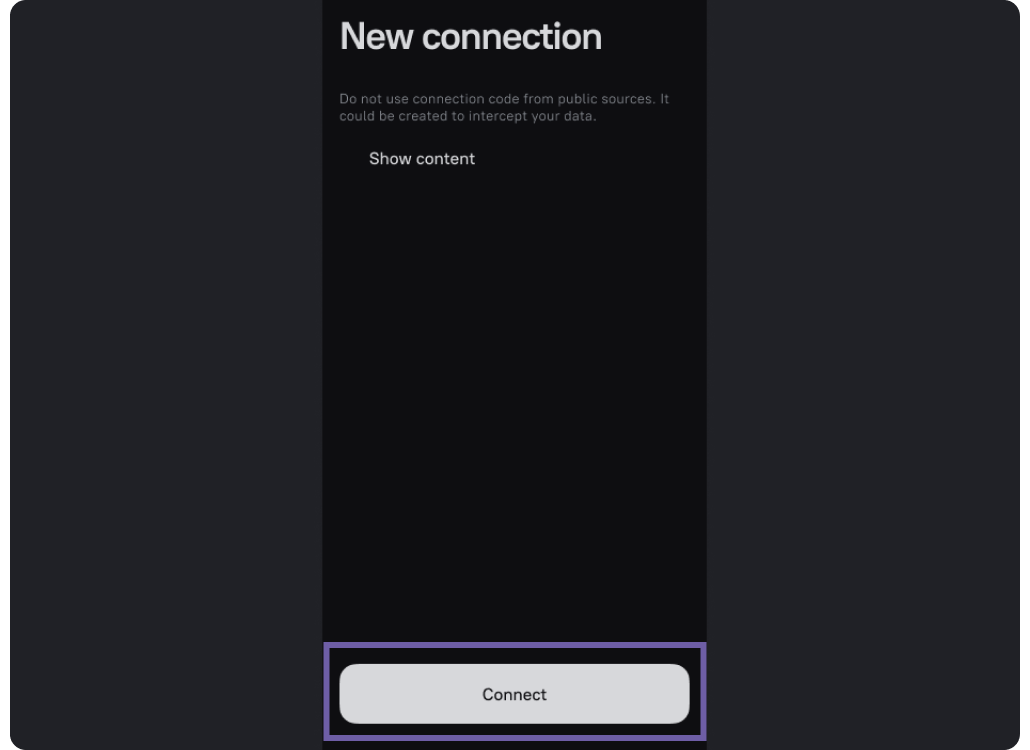 New connection
Do not use connection code from public sources. It
could be created to intercept your data.
Show content
Connect